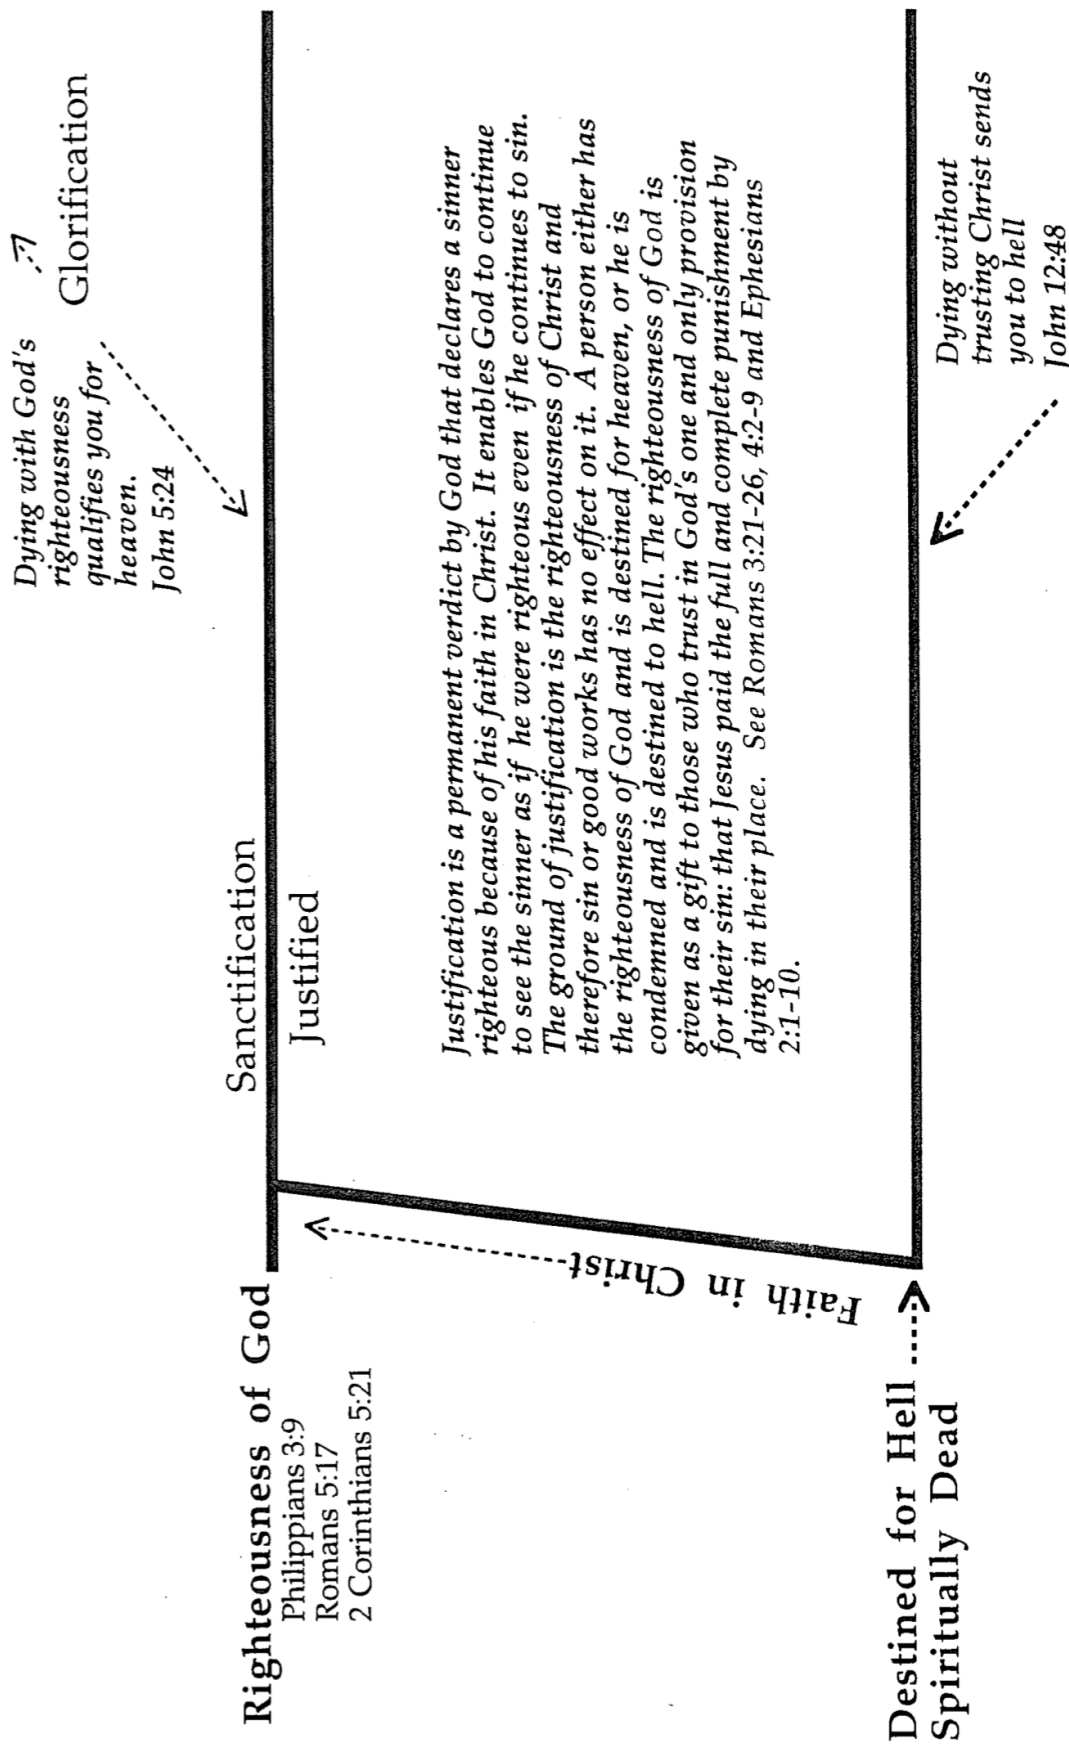 Dying with God's
righteousness
qualifies you for
heaven.
John 5:24
Glorification
Sanctification
Justified
Righteousness of God
Philippians 3:9
Romans 5:17
2 Corinthians 5:21
Faith in Christ
Justification is a permanent verdict by God that declares a sinner
righteous because of his faith in Christ. It enables God to continue
to see the sinner as if he were righteous even if he continues to sin.
The ground of justification is the righteousness of Christ and
therefore sin or good works has no effect on it. A person either has
the righteousness of God and is destined for heaven, or he is
condemned and is destined to hell. The righteousness of God is
given as a gift to those who trust in God's one and only provision
for their sin: that Jesus paid the full and complete punishment by
dying in their place. See Romans 3:21-26, 4:2-9 and Ephesians
2:1-10.
Destined for Hell
Spiritually Dead
Dying without
trusting Christ sends
you to hell
John 12:48